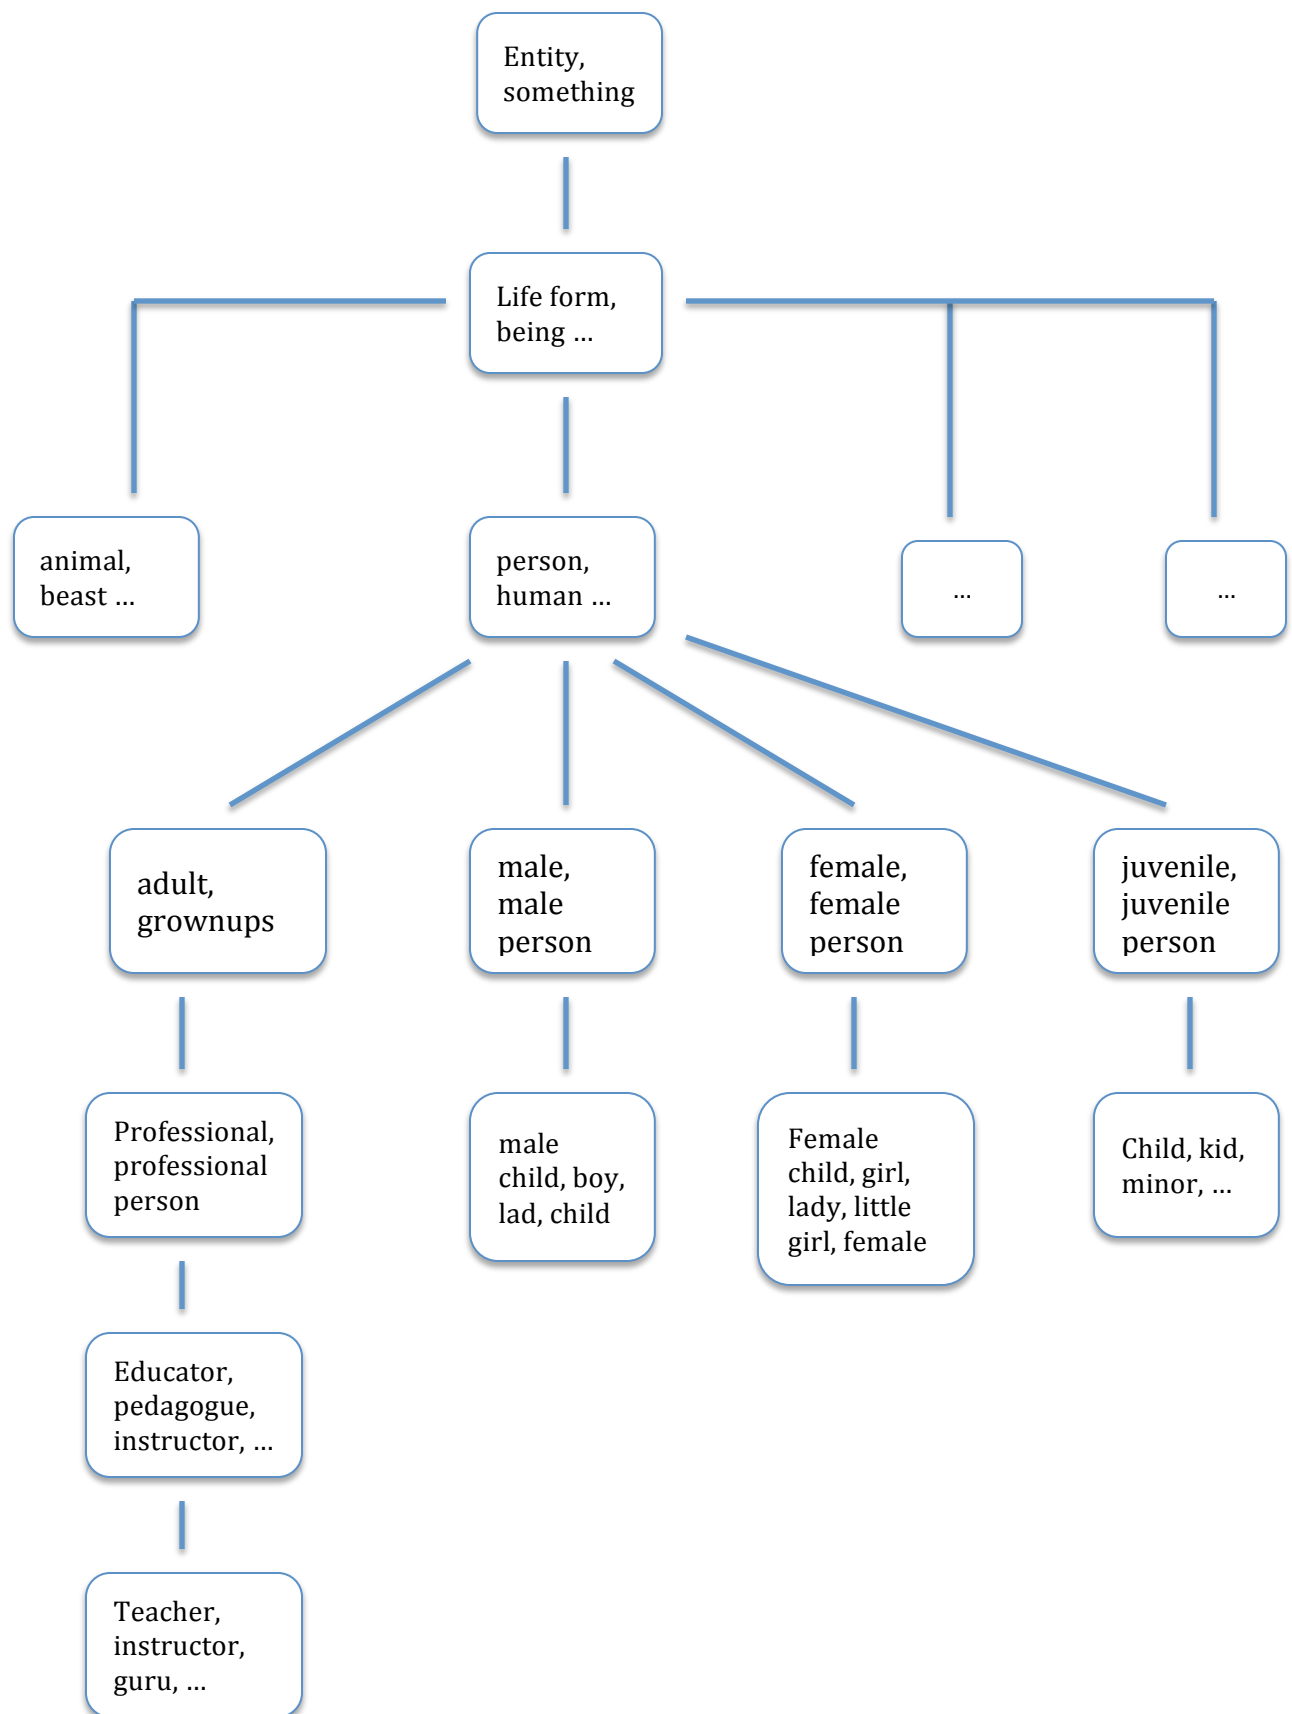 Entity,
something
Life form,
being ...
animal,
beast ...
person,
human ...
...
...
adult,
grownups
male,
male
person
female,
female
person
juvenile,
juvenile
person
Professional,
professional
person
male
child, boy,
lad, child
Female
child, girl,
lady, little
girl, female
Child, kid,
minor, ...
Educator,
pedagogue,
instructor, ...
Teacher,
instructor,
guru, ...